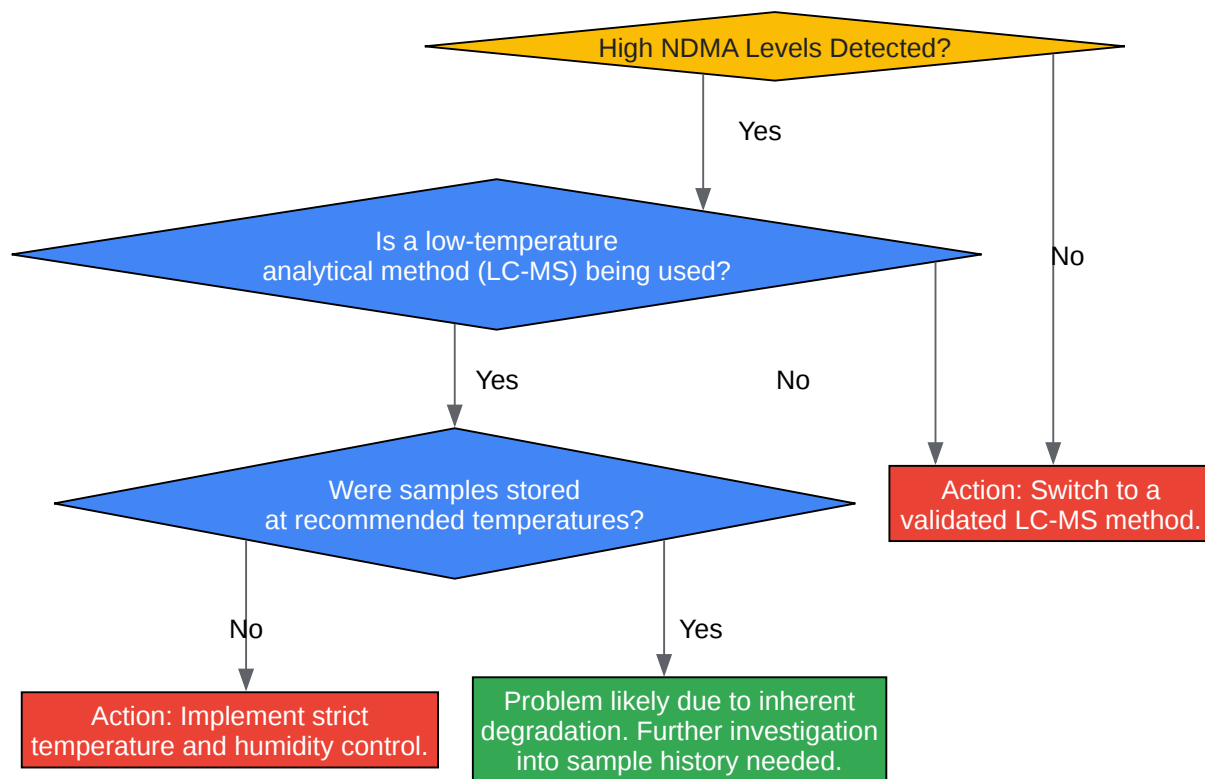 High NDMA Levels Detected?
Yes
Is a low-temperature
analytical method (LC-MS) being used?
No
Yes
No
Were samples stored
at recommended temperatures?
Action: Switch to a
validated LC-MS method.
No
Yes
Action: Implement strict
temperature and humidity control.
Problem likely due to inherent
degradation. Further investigation
into sample history needed.